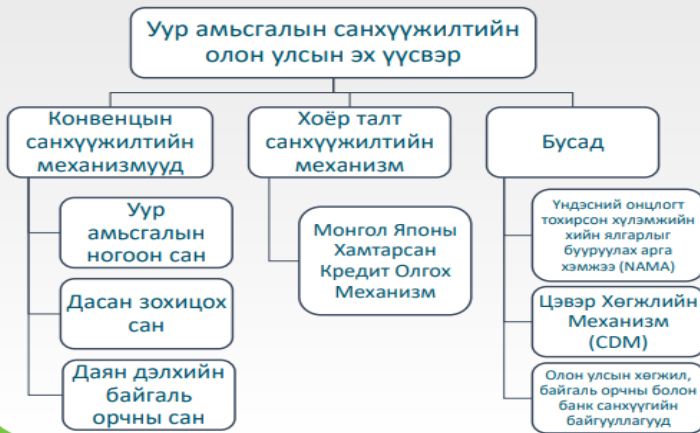 Уур амьсгалын санхүүжилтийн
олон улсын эх үүсвэр
Конвенцын
санхүүжилтийн
механизмууд
Уур
амьсгалын
ногоон сан
Дасан зохицох
сан
Даян дэлхийн
байгаль
орчны сан
Хоёр талт
санхүүжилтийн
механизм
Монгол Японы
Хамтарсан
Кредит Олгох
Механизм
Бусад
Үндэсний онцлогт
тохирсон хүлэмжийн
хийн ялгарлыг
бууруулах арга
хэмжээ (NAMA)
Цэвэр Хөгжлийн
Механизм
(CDM)
Олон улсын хөгжил,
байгаль орчны болон
банк санхүүгийн
байгууллагууд